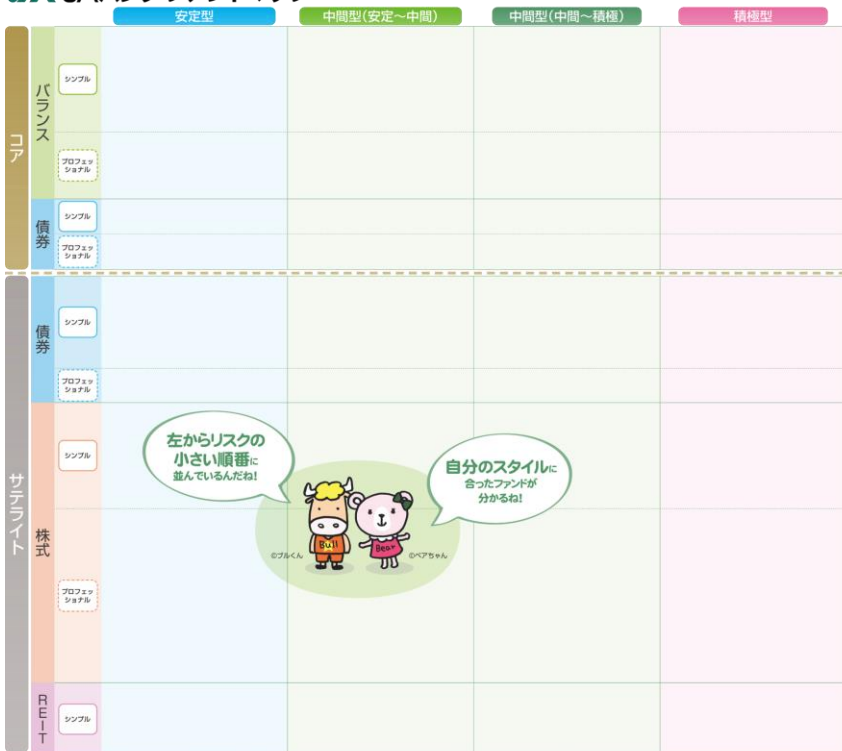 安定型
中間型(安定～中間)
中間型(中間～積極)
積極型
コア
バランス
シンプル
プロフェッ
ショナル
債券
シンプル
プロフェッ
ショナル
サテライト
債券
シンプル
プロフェッ
ショナル
株式
シンプル
プロフェッ
ショナル
左からリスクの
小さい順番に
並んでいるんだね!
自分のスタイルに
合ったファンドが
分かるね!
Bull
Bear
©ブルくん
©ベアちゃん
REIT
シンプル